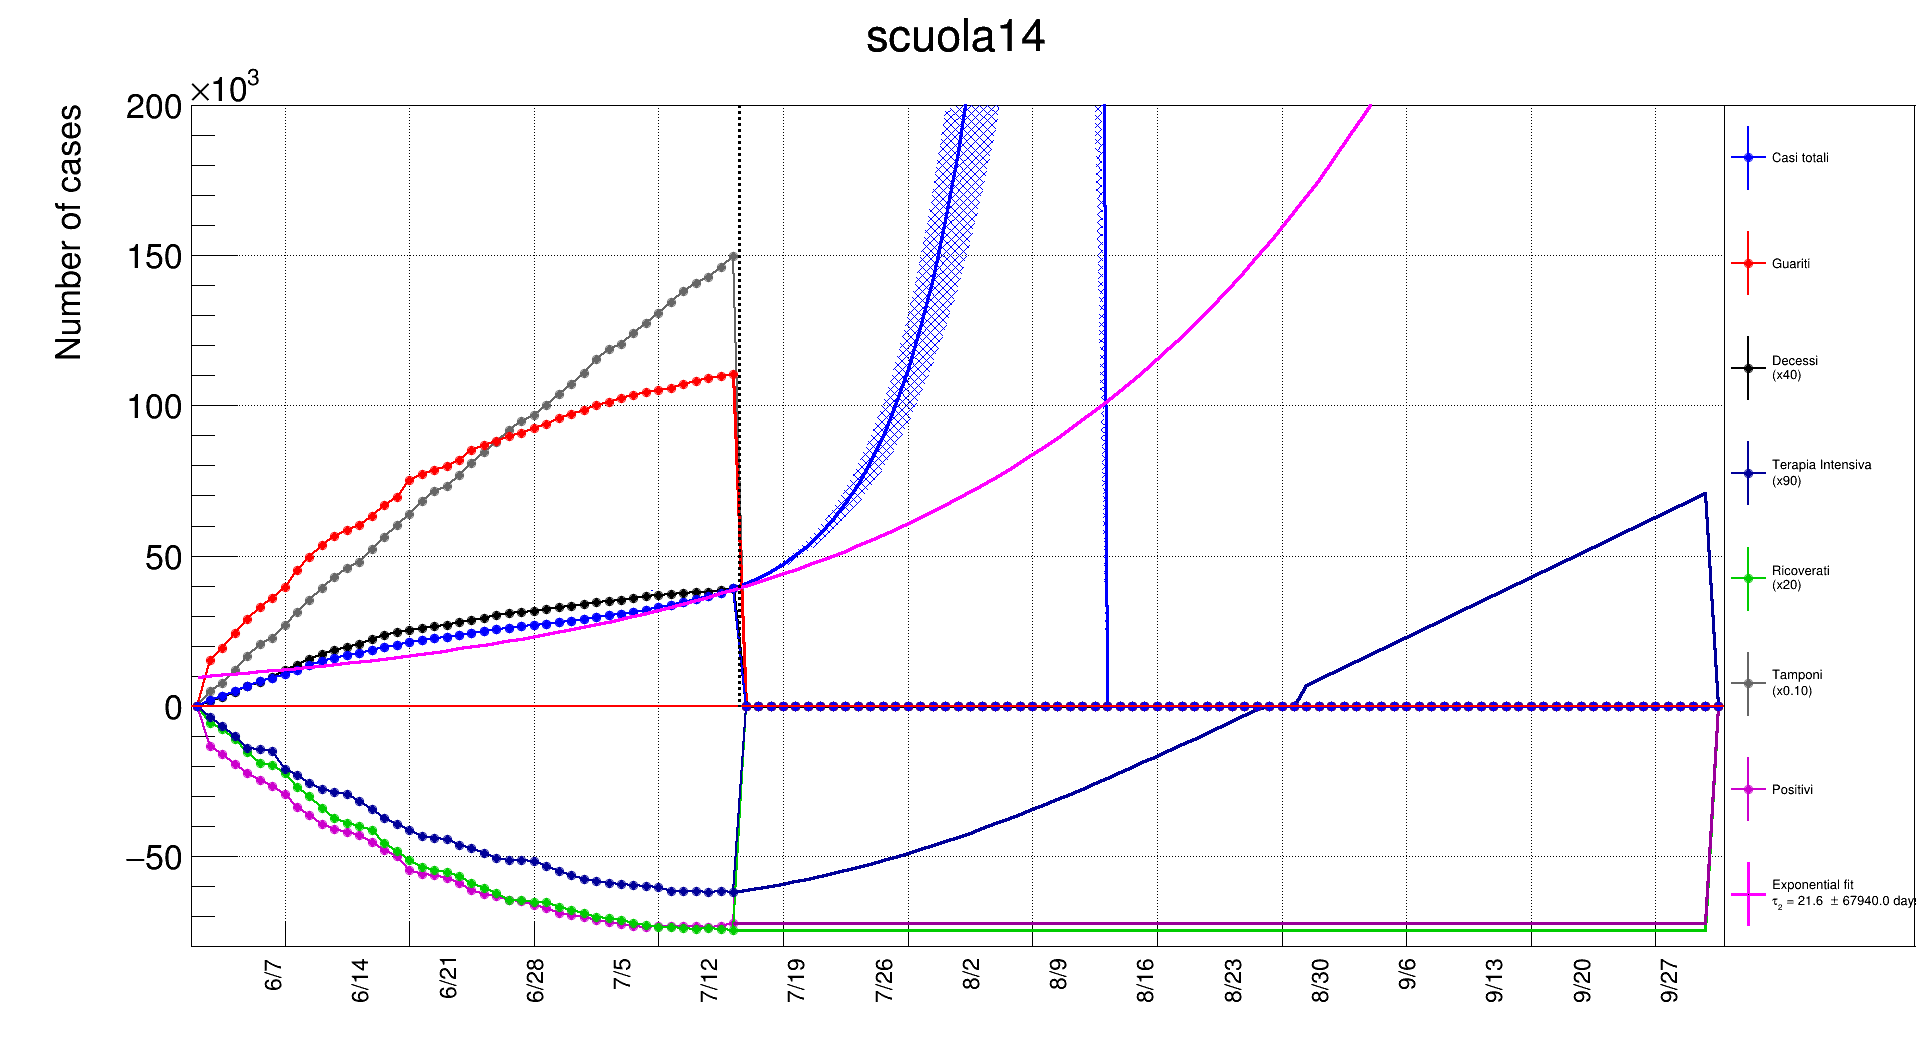 scuola14
×10³
Number of cases
200
150
100
50
0
−50
6/7
6/14
6/21
6/28
7/5
7/12
7/19
7/26
8/2
8/9
8/16
8/23
8/30
9/6
9/13
9/20
9/27
Casi totali
Guariti
Decessi
(x40)
Terapia Intensiva
(x90)
Ricoverati
(x20)
Tamponi
(x0.10)
Positivi
Exponential fit
τ₂ = 21.6 ± 67940.0 days